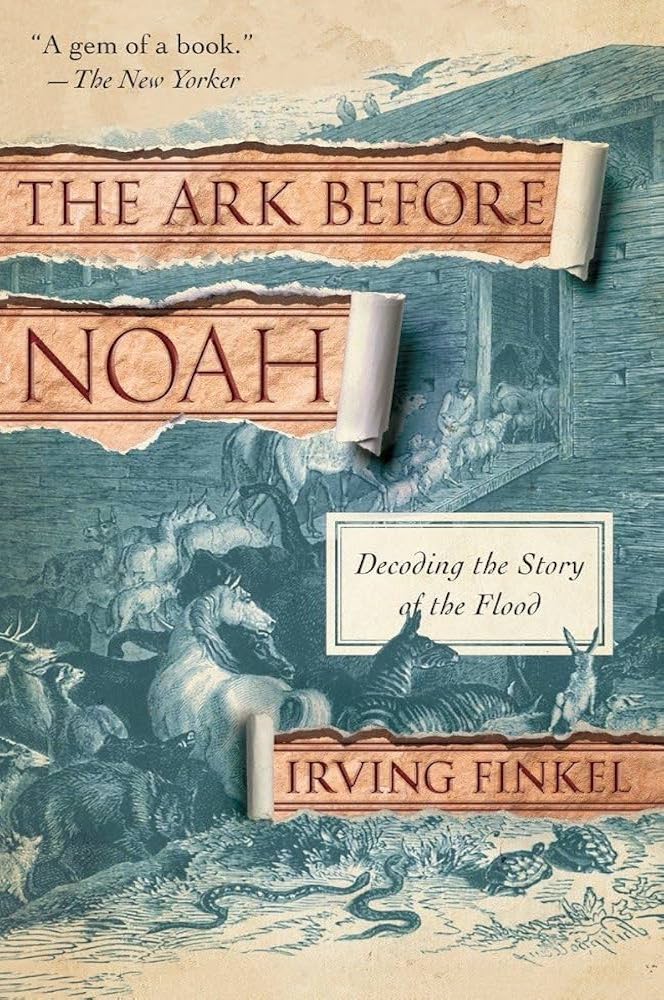 “A gem of a book.”
—The New Yorker
THE ARK BEFORE
NOAH
Decoding the Story
of the Flood
IRVING FINKEL